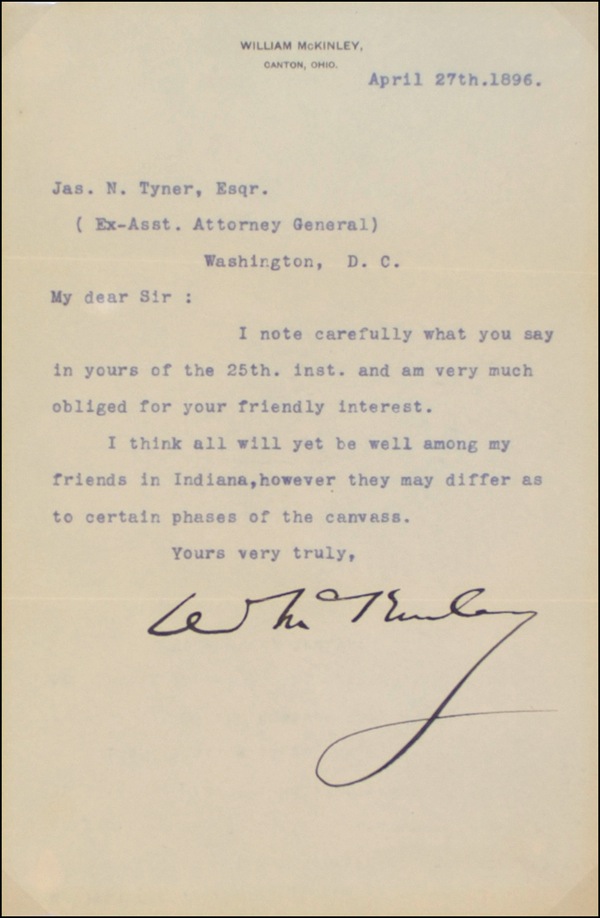 WILLIAM McKINLEY,
CANTON, OHIO.
April 27th.1896.
Jas. N. Tyner, Esqr.
( Ex-Asst. Attorney General)
Washington, D. C.
My dear Sir :
I note carefully what you say
in yours of the 25th. inst. and am very much
obliged for your friendly interest.
I think all will yet be well among my
friends in Indiana,however they may differ as
to certain phases of the canvass.
Yours very truly,
Wm McKinley